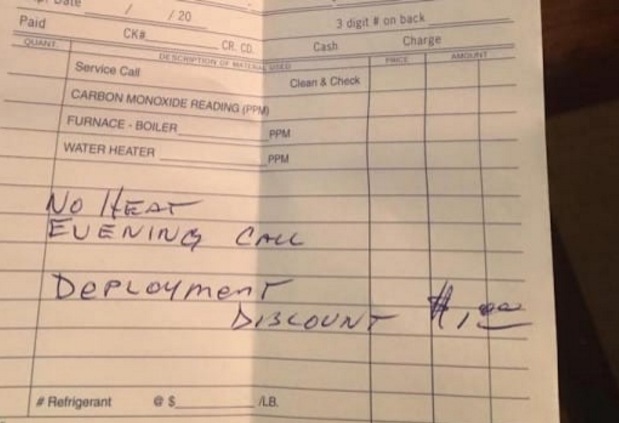 / / 20
3 digit # on back
Paid CK# CR. CD. Cash Charge
QUANT. DESCRIPTION OF MATERIAL USED PRICE AMOUNT
Service Call Clean & Check
CARBON MONOXIDE READING (PPM)
FURNACE - BOILER PPM
WATER HEATER PPM
NO HEAT
EVENING CALL
DEPLOYMENT
DISCOUNT $1,00
# Refrigerant @ $ /LB.